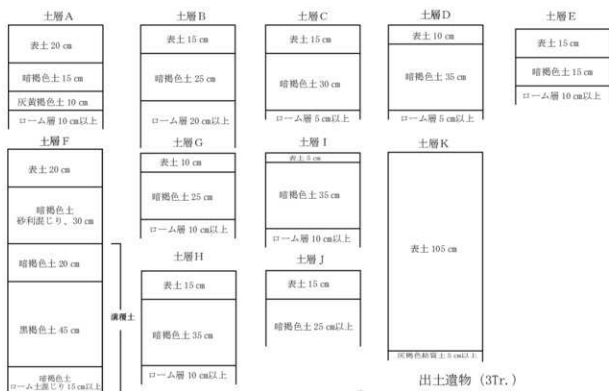 土層A
表土 20 cm
暗褐色土 15 cm
灰黄褐色土 10 cm
ローム層 10 cm以上
土層B
表土 15 cm
暗褐色土 25 cm
ローム層 20 cm以上
土層C
表土 15 cm
暗褐色土 30 cm
ローム層 5 cm以上
土層D
表土 10 cm
暗褐色土 35 cm
ローム層 5 cm以上
土層E
表土 15 cm
暗褐色土 15 cm
ローム層 10 cm以上
土層F
表土 20 cm
暗褐色土
砂利混じり、30 cm
暗褐色土 20 cm
黒褐色土 45 cm
暗褐色土
ローム土混じり 15 cm以上
溝覆土
土層G
表土 10 cm
暗褐色土 25 cm
ローム層 10 cm以上
土層H
表土 15 cm
暗褐色土 35 cm
ローム層 10 cm以上
土層I
表土 5 cm
暗褐色土 35 cm
ローム層 10 cm以上
土層J
表土 15 cm
暗褐色土 25 cm以上
土層K
表土 105 cm
灰褐色粘質土 5 cm以上
出土遺物 (3Tr.)